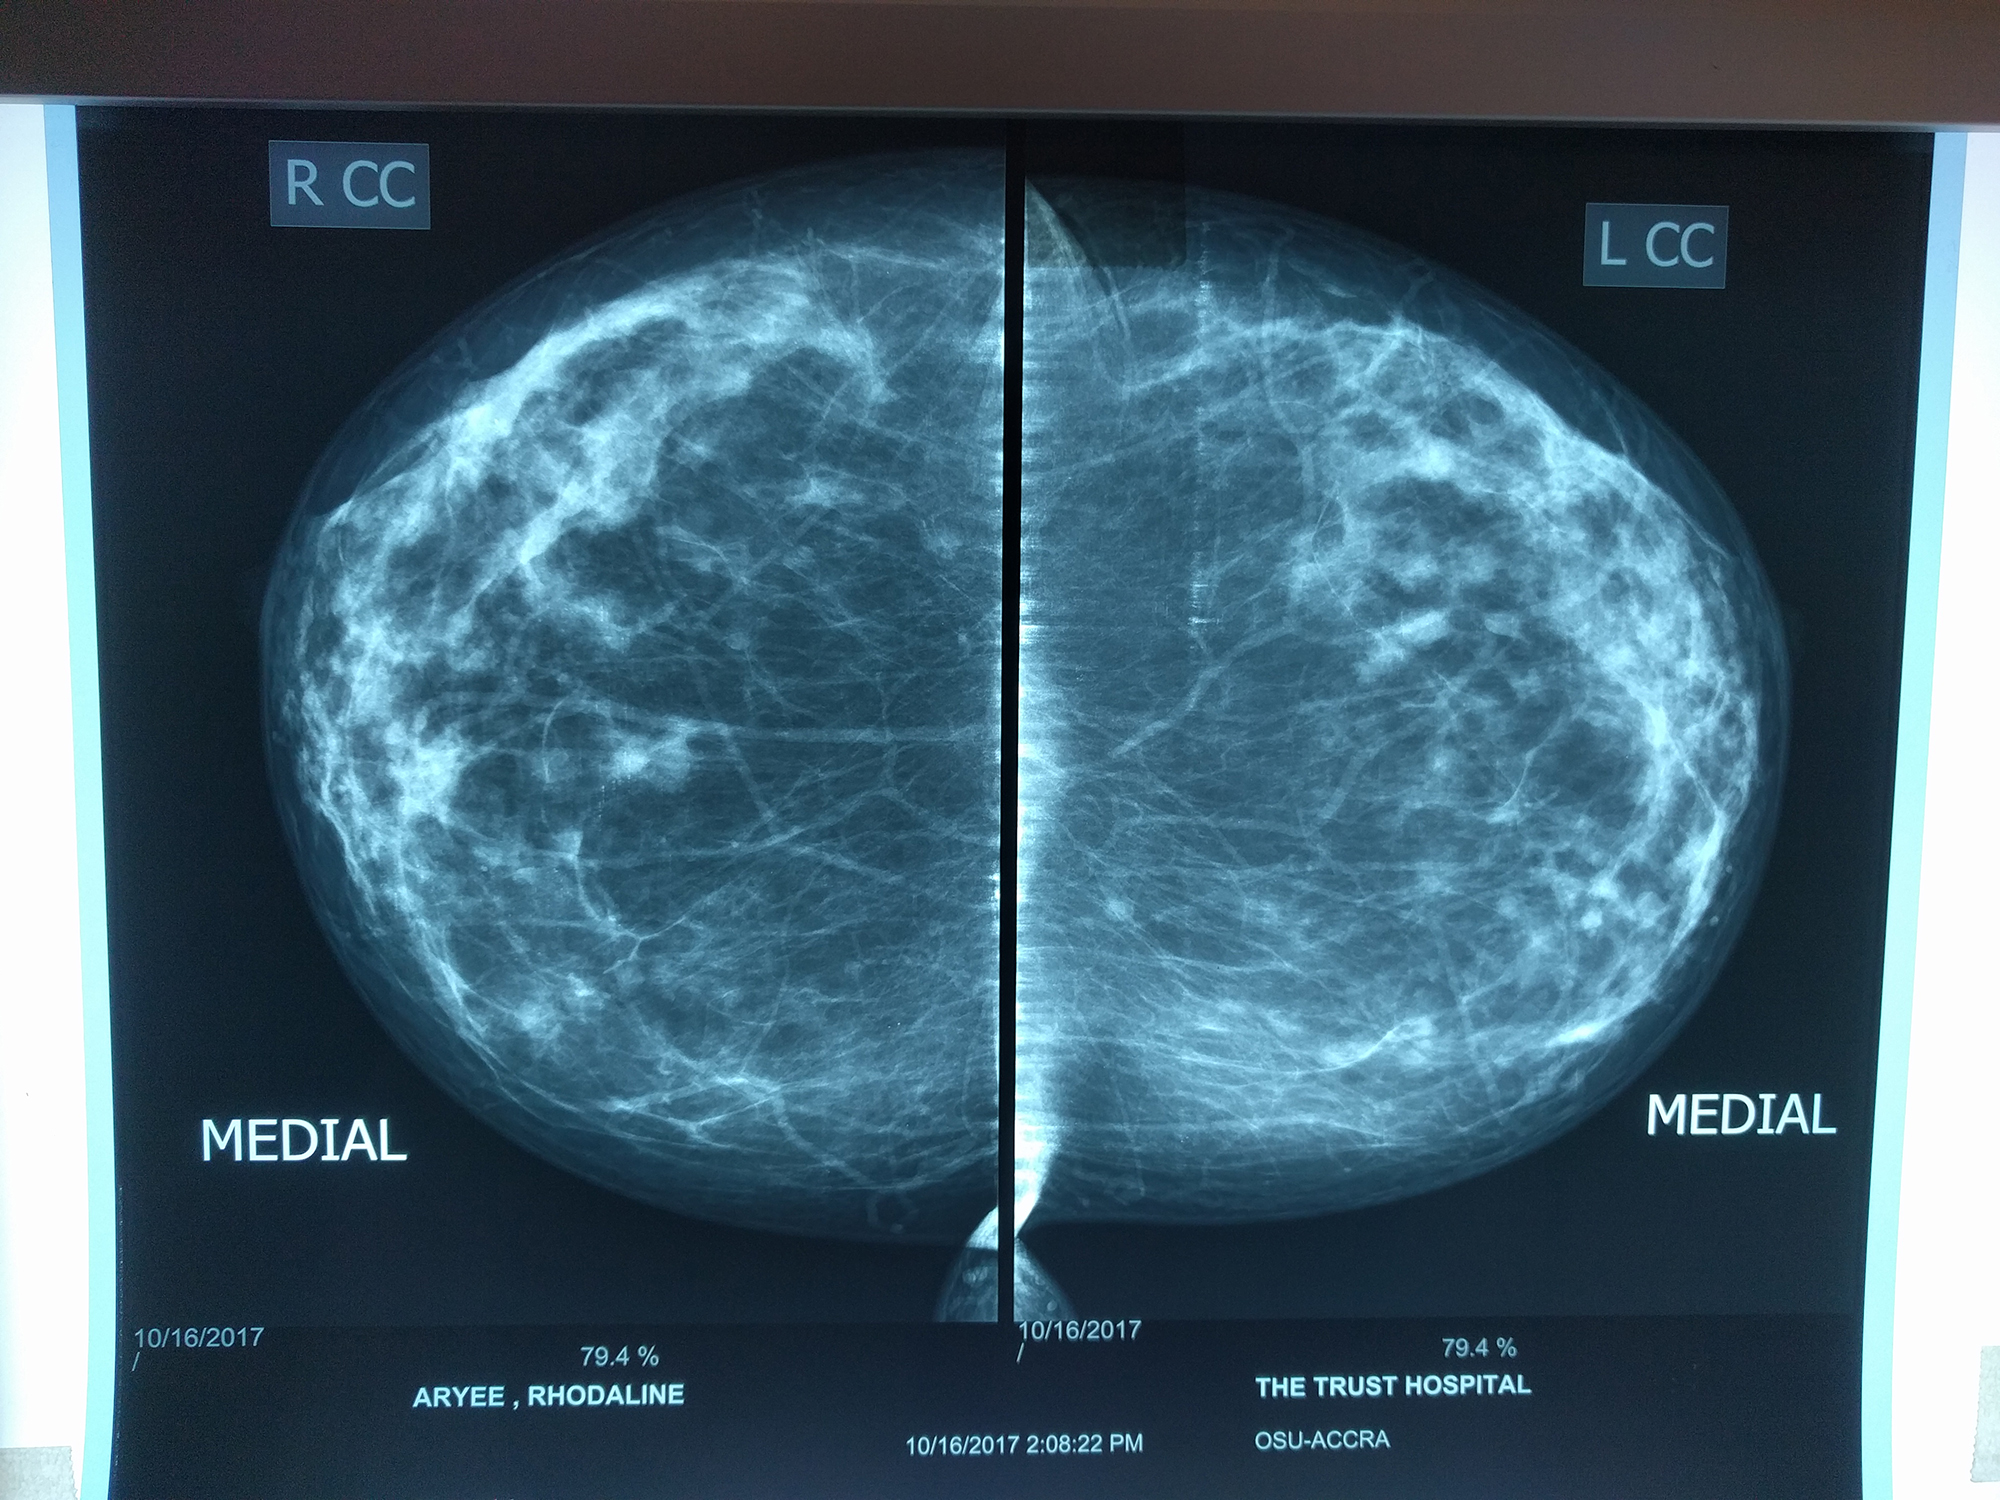 R CC
L CC
MEDIAL
MEDIAL
10/16/2017
/
79.4 %
ARYEE , RHODALINE
10/16/2017
/
79.4 %
THE TRUST HOSPITAL
10/16/2017 2:08:22 PM
OSU-ACCRA